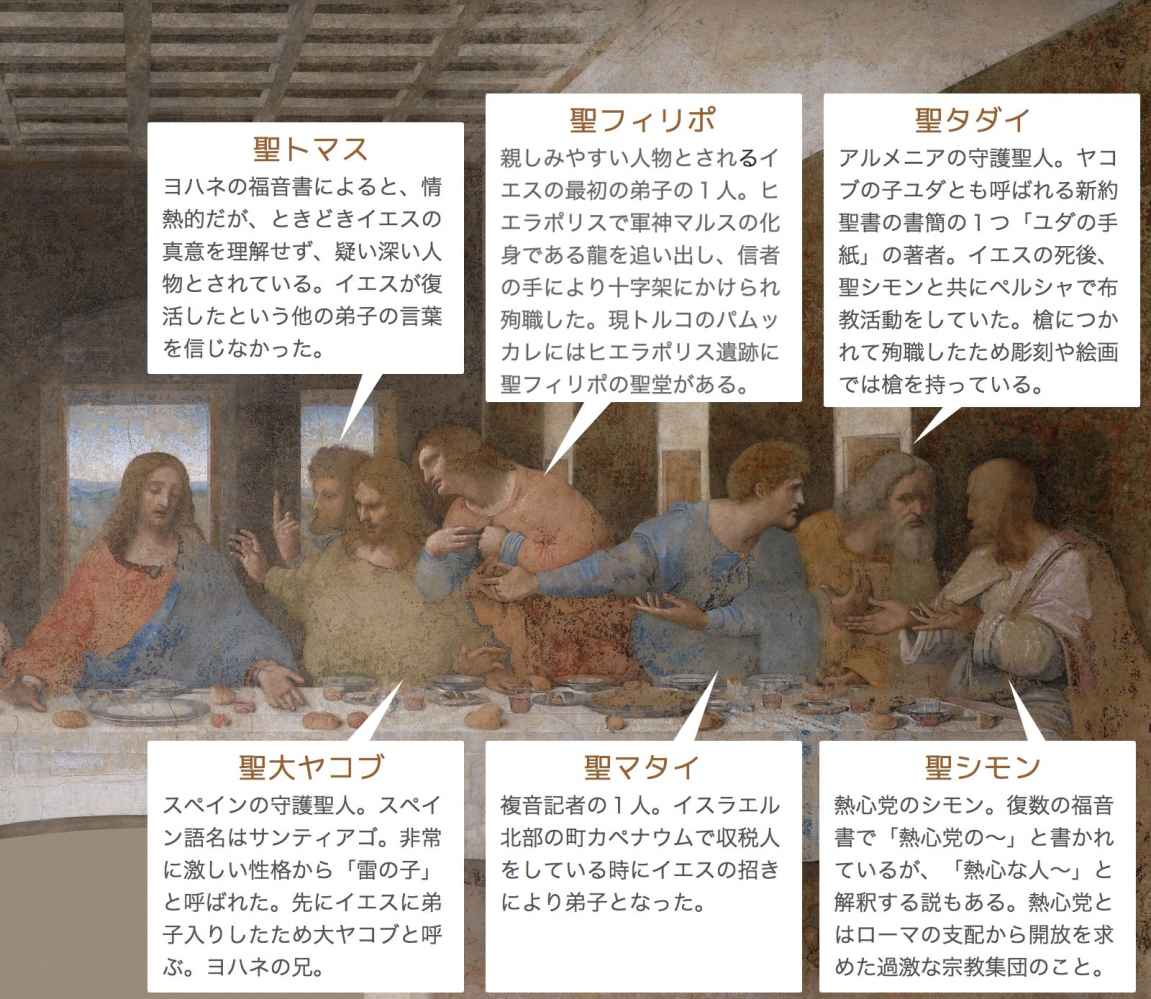 聖トマス
ヨハネの福音書によると、情
熱的だが、ときどきイエスの
真意を理解せず、疑い深い人
物とされている。イエスが復
活したという他の弟子の言葉
を信じなかった。
聖フィリポ
親しみやすい人物とされるイ
エスの最初の弟子の1人。ヒ
エラポリスで軍神マルスの化
身である龍を追い出し、信者
の手により十字架にかけられ
殉職した。現トルコのパムッ
カレにはヒエラポリス遺跡に
聖フィリポの聖堂がある。
聖タダイ
アルメニアの守護聖人。ヤコ
ブの子ユダとも呼ばれる新約
聖書の書簡の1つ「ユダの手
紙」の著者。イエスの死後、
聖シモンと共にペルシャで布
教活動をしていた。槍につか
れて殉職したため彫刻や絵画
では槍を持っている。
聖大ヤコブ
スペインの守護聖人。スペイ
ン語名はサンティアゴ。非常
に激しい性格から「雷の子」
と呼ばれた。先にイエスに弟
子入りしたため大ヤコブと呼
ぶ。ヨハネの兄。
聖マタイ
複音記者の1人。イスラエル
北部の町カペナウムで収税人
をしている時にイエスの招き
により弟子となった。
聖シモン
熱心党のシモン。復数の福音
書で「熱心党の〜」と書かれ
ているが、「熱心な人〜」と
解釈する説もある。熱心党と
はローマの支配から開放を求
めた過激な宗教集団のこと。